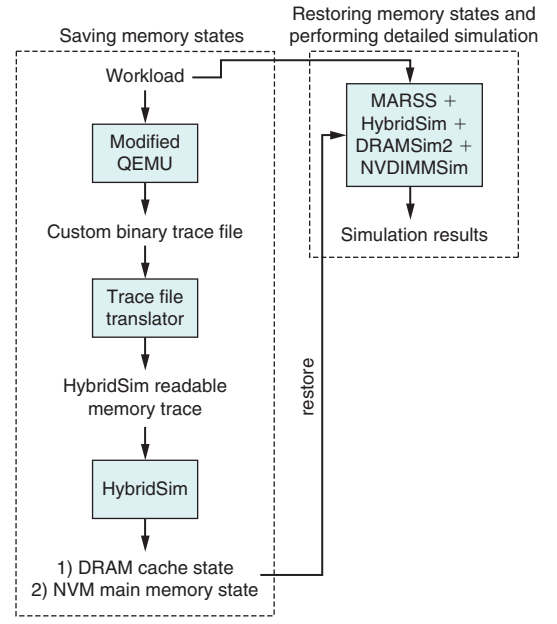 Saving memory states
Workload
Modified
QEMU
Custom binary trace file
Trace file
translator
HybridSim readable
memory trace
HybridSim
1) DRAM cache state
2) NVM main memory state
restore
Restoring memory states and
performing detailed simulation
MARSS +
HybridSim +
DRAMSim2 +
NVDIMMSim
Simulation results